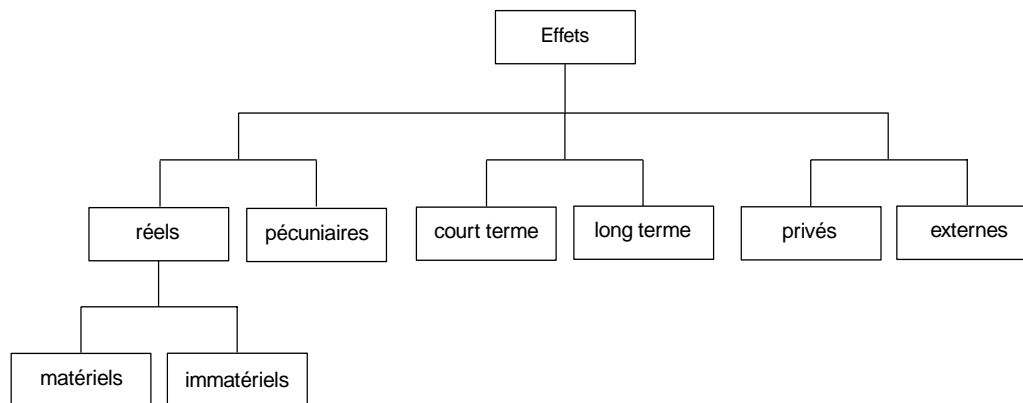 Effets
réels
pécuniaires
court terme
long terme
privés
externes
matériels
immatériels